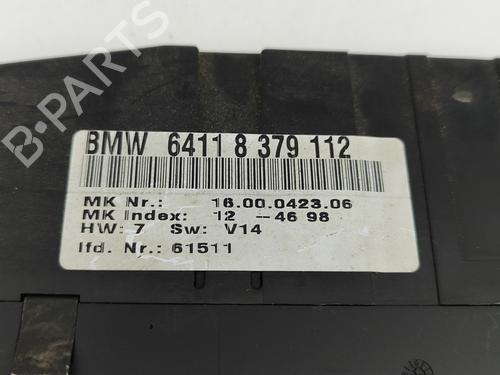 BMW 6411 8 379 112
MK Nr.: 16.00.0423.06
MK Index: 12 -46 98
HW: 7 Sw: V14
lfd. Nr.: 61511
B-PARTS